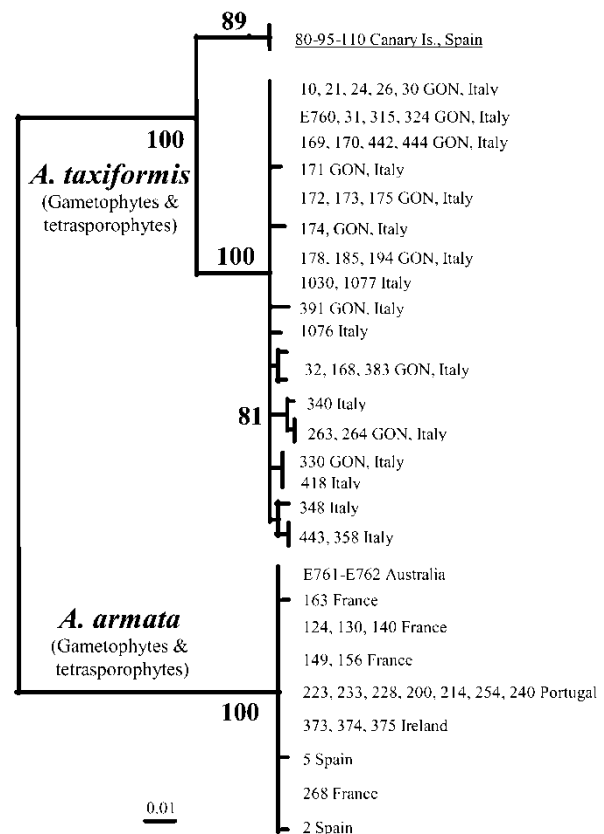 89
80-95-110 Canary Is., Spain
10, 21, 24, 26, 30 GON, Italy
E760, 31, 315, 324 GON, Italy
100
169, 170, 442, 444 GON, Italy
A. taxiformis
171 GON, Italy
(Gametophytes &
tetrasporophytes)
172, 173, 175 GON, Italy
174, GON, Italy
100
178, 185, 194 GON, Italy
1030, 1077 Italy
391 GON, Italy
1076 Italy
32, 168, 383 GON, Italy
340 Italy
81
263, 264 GON, Italy
330 GON, Italy
418 Italy
348 Italy
443, 358 Italy
E761-E762 Australia
163 France
A. armata
124, 130, 140 France
(Gametophytes &
tetrasporophytes)
149, 156 France
223, 233, 228, 200, 214, 254, 240 Portugal
100
373, 374, 375 Ireland
5 Spain
268 France
0,01
2 Spain